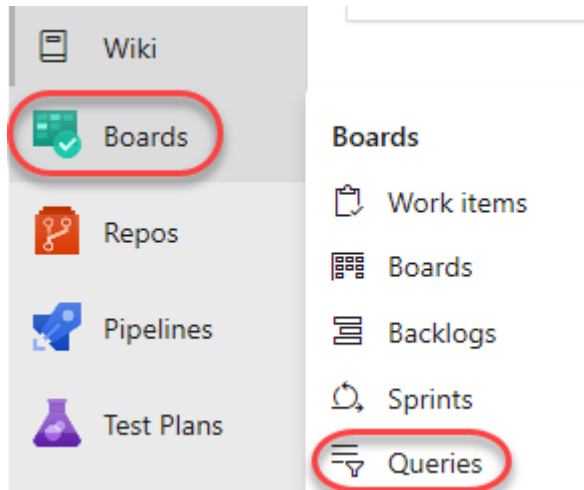 Wiki
Boards
Repos
Pipelines
Test Plans
Boards
Work items
Boards
Backlogs
Sprints
Queries